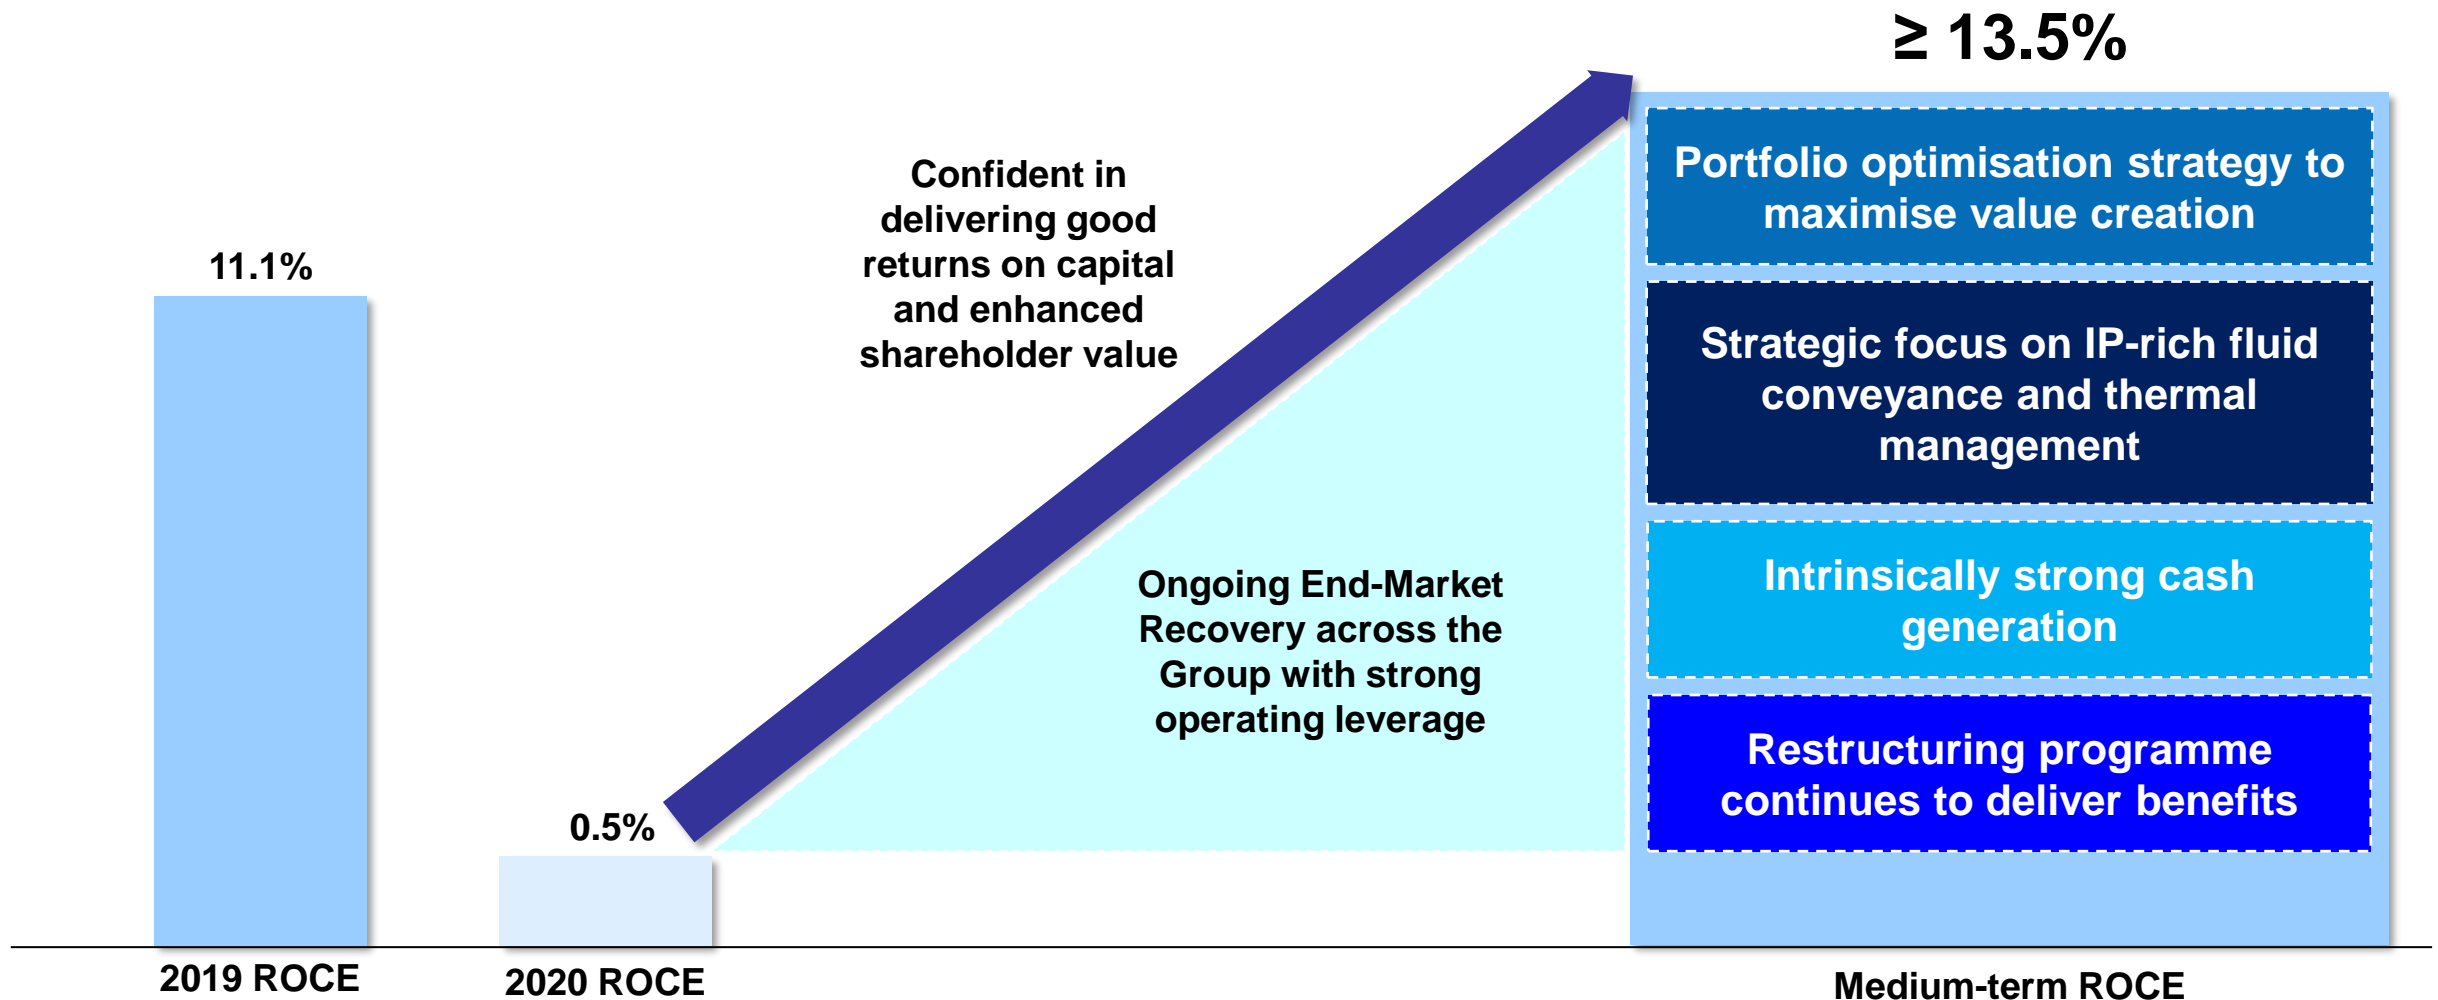 ≥ 13.5%
Portfolio optimisation strategy to
maximise value creation
Confident in
delivering good
returns on capital
and enhanced
shareholder value
11.1%
Strategic focus on IP-rich fluid
conveyance and thermal
management
Ongoing End-Market
Recovery across the
Group with strong
operating leverage
Intrinsically strong cash
generation
Restructuring programme
continues to deliver benefits
0.5%
2019 ROCE
2020 ROCE
Medium-term ROCE